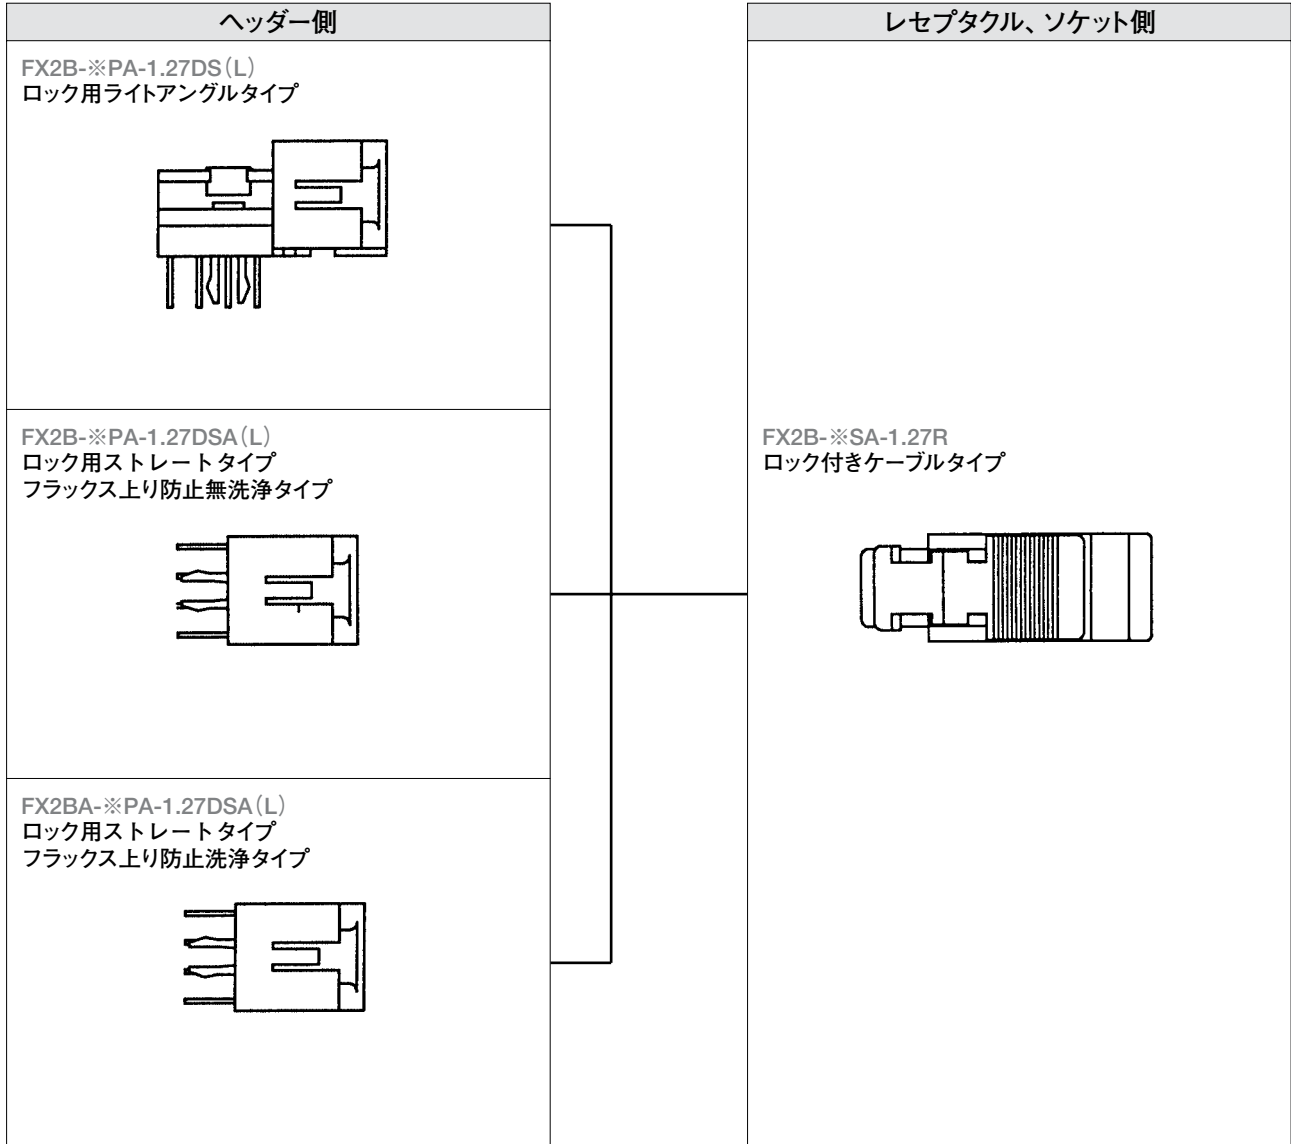 ヘッダー側
レセプタクル、ソケット側
FX2B-※PA-1.27DS(L)
ロック用ライトアングルタイプ
FX2B-※PA-1.27DSA(L)
ロック用ストレートタイプ
フラックス上り防止無洗浄タイプ
FX2B-※SA-1.27R
ロック付きケーブルタイプ
FX2BA-※PA-1.27DSA(L)
ロック用ストレートタイプ
フラックス上り防止洗浄タイプ